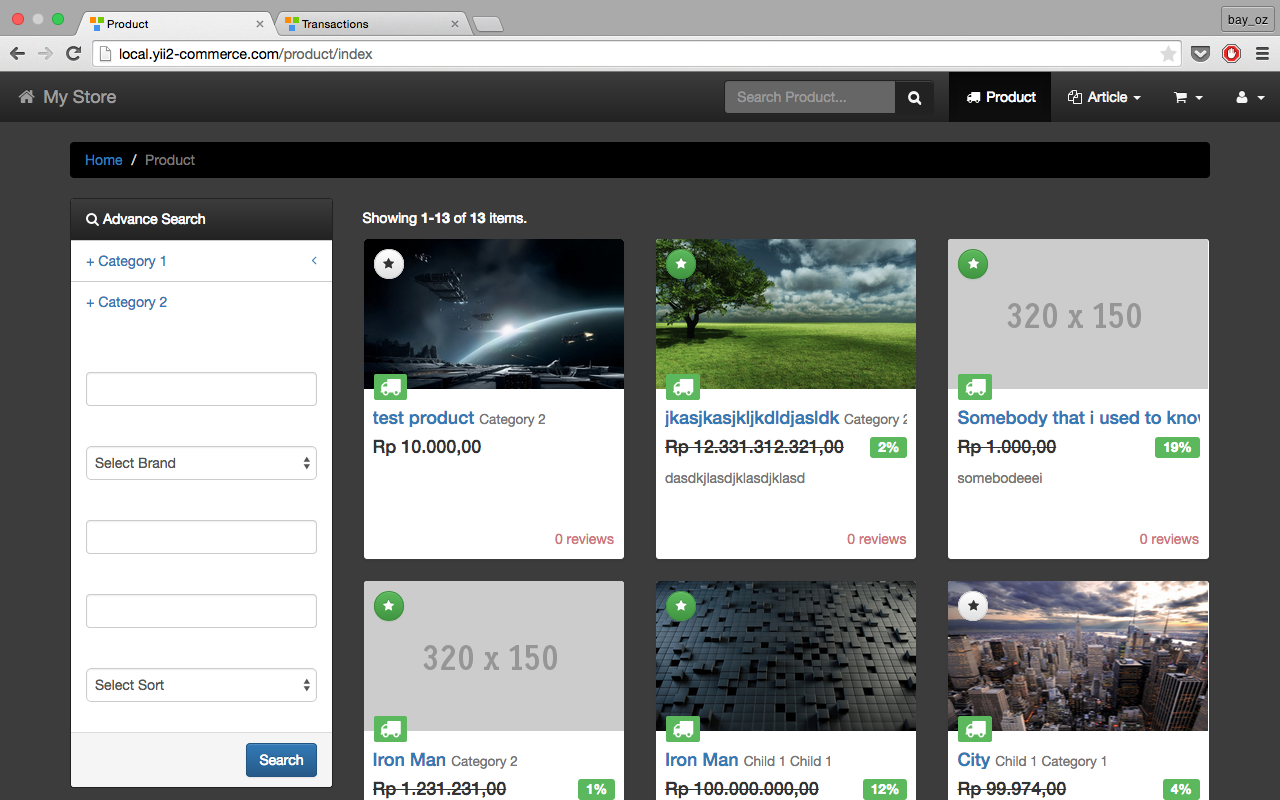 Product
Transactions
bay_oz
local.yii2-commerce.com/product/index
My Store
Search Product...
Product
Article
Home / Product
Advance Search
+ Category 1
+ Category 2
Select Brand
Select Sort
Search
Showing 1-13 of 13 items.
test product Category 2
Rp 10.000,00
0 reviews
jkasjkasjkljkdldjasldk Category 2
Rp 12.331.312.321,00 2%
dasdkjlasdjklasdjklasd
0 reviews
320 x 150
Somebody that i used to know
Rp 1.000,00 19%
somebodeeei
0 reviews
320 x 150
Iron Man Category 2
Rp 1.231.231,00 1%
Iron Man Child 1 Child 1
Rp 100.000.000,00 12%
City Child 1 Category 1
Rp 99.974,00 4%